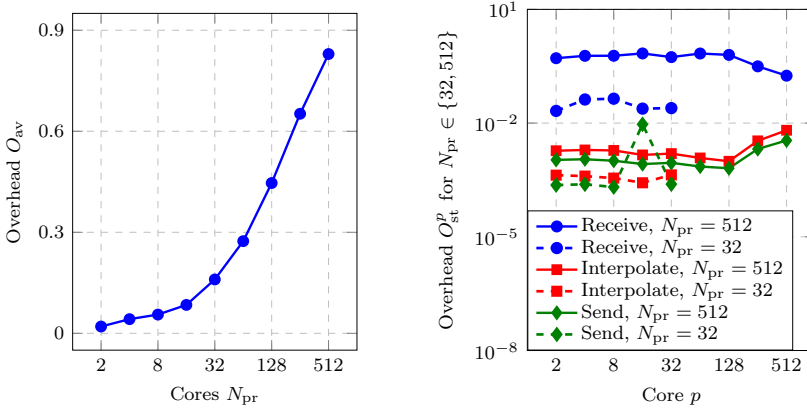 Overhead O_av
0.9
0.6
0.3
0
2 8 32 128 512
Cores N_pr
Overhead O^p_st for N_pr ∈ {32, 512}
10^1
10^−2
10^−5
10^−8
Receive, N_pr = 512
Receive, N_pr = 32
Interpolate, N_pr = 512
Interpolate, N_pr = 32
Send, N_pr = 512
Send, N_pr = 32
2 8 32 128 512
Core p